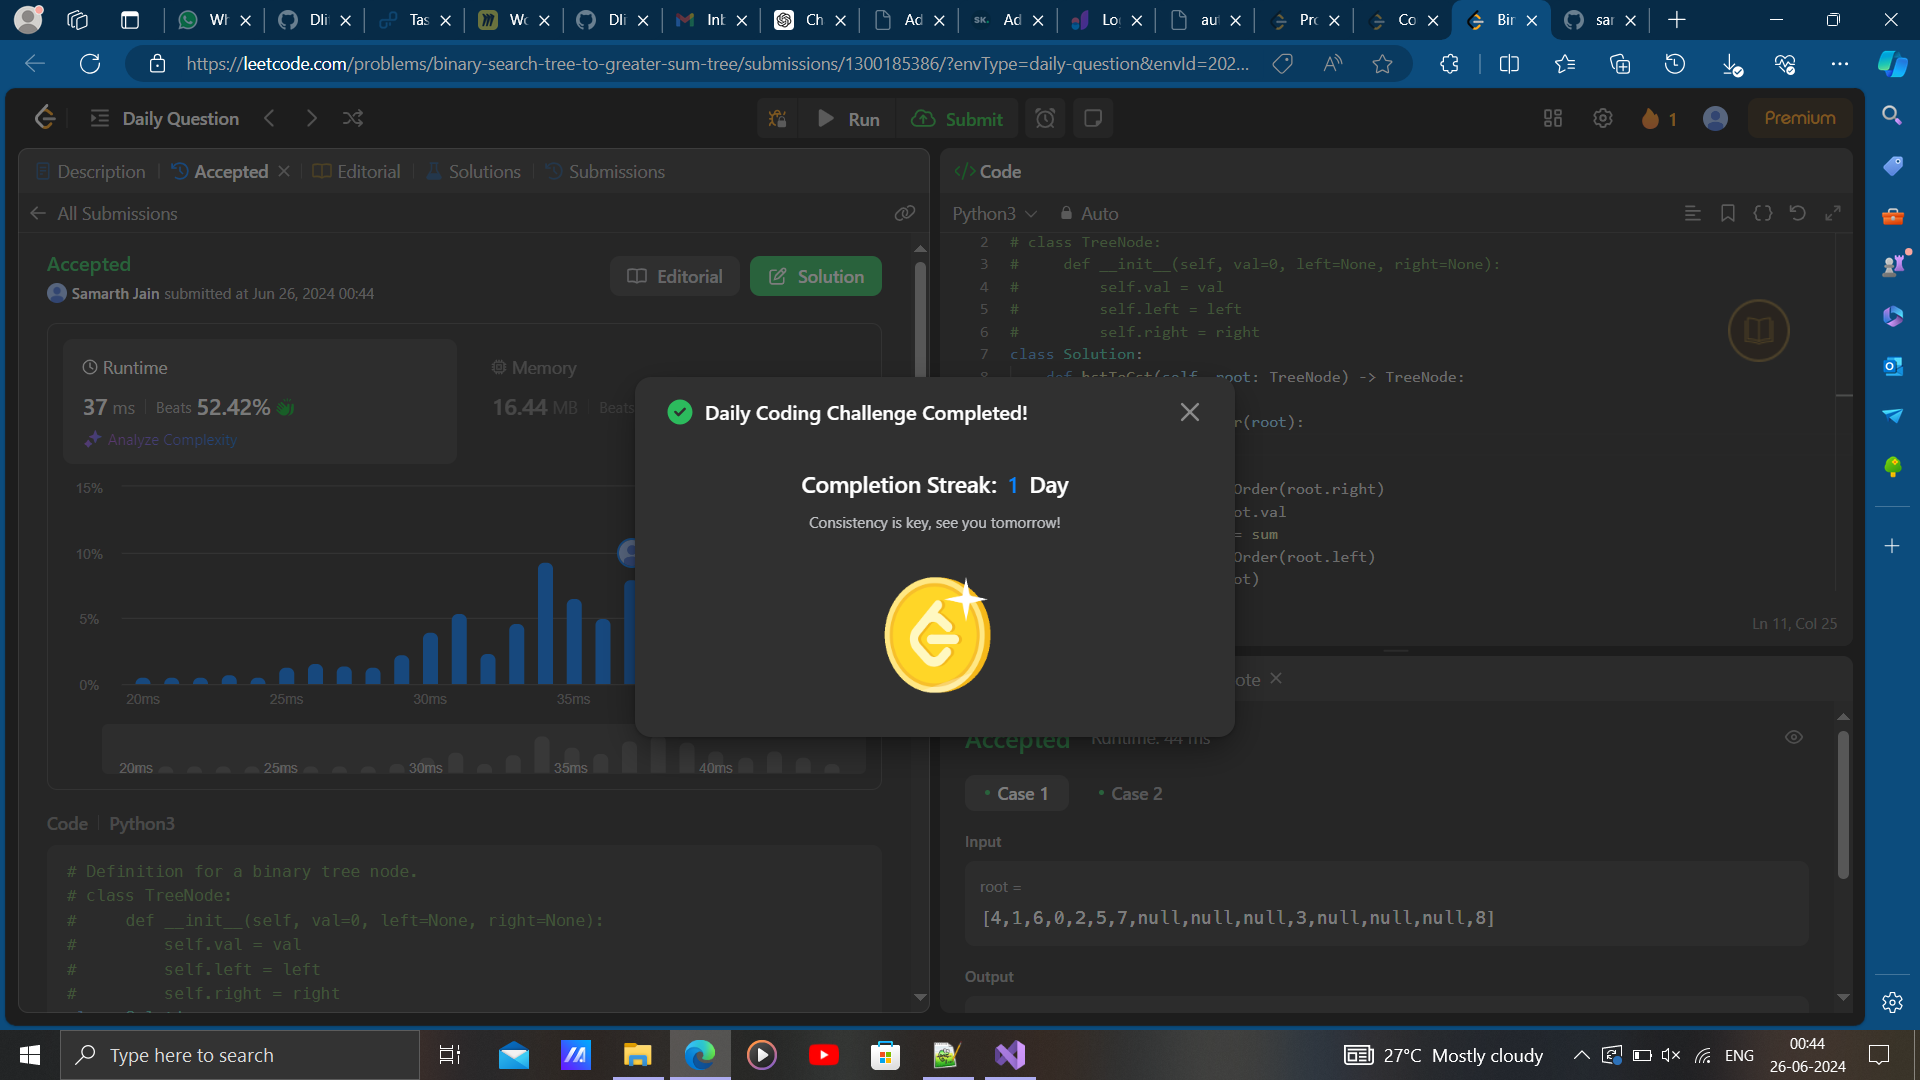 Wh
Dli
Tas
Wo
Dli
Inb
Ch
Ad
SK.
Ad
Lo
au
Pro
Co
Bir
sar
https://leetcode.com/problems/binary-search-tree-to-greater-sum-tree/submissions/1300185386/?envType=daily-question&envId=202...
Daily Question
Run
Submit
1
Premium
Description
Accepted
Editorial
Solutions
Submissions
All Submissions
Accepted
Samarth Jain submitted at Jun 26, 2024 00:44
Editorial
Solution
Runtime
37 ms
Beats 52.42%
Analyze Complexity
Memory
16.44 MB
Beats
15%
10%
5%
0%
20ms 25ms 30ms 35ms
20ms 25ms 30ms 35ms 40ms
Code
Python3
# Definition for a binary tree node.
# class TreeNode:
#     def __init__(self, val=0, left=None, right=None):
#         self.val = val
#         self.left = left
#         self.right = right
Daily Coding Challenge Completed!
Completion Streak: 1 Day
Consistency is key, see you tomorrow!
</> Code
Python3
Auto
2 # class TreeNode:
3 #     def __init__(self, val=0, left=None, right=None):
4 #         self.val = val
5 #         self.left = left
6 #         self.right = right
7 class Solution:
8 def bstToGst(self, root: TreeNode) -> TreeNode:
r(root):
Order(root.right)
ot.val
= sum
Order(root.left)
ot)
Ln 11, Col 25
ote
Accepted
Runtime: 44 ms
Case 1
Case 2
Input
root =
[4,1,6,0,2,5,7,null,null,null,3,null,null,null,8]
Output
Type here to search
27°C Mostly cloudy
ENG
00:44
26-06-2024